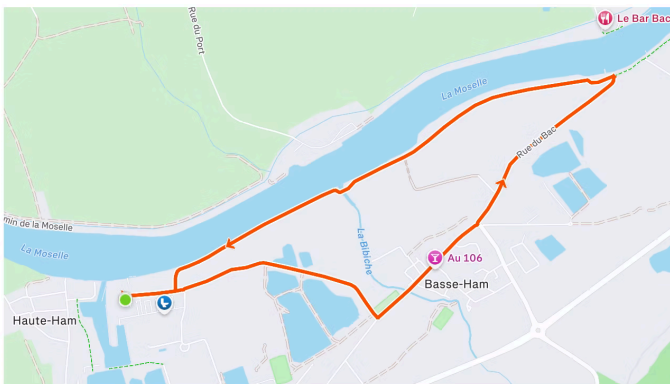 Le Bar Bac
Rue du Port
La Moselle
Rue du Bac
min de la Moselle
La Moselle
La Bibiche
Au 106
Basse-Ham
Haute-Ham